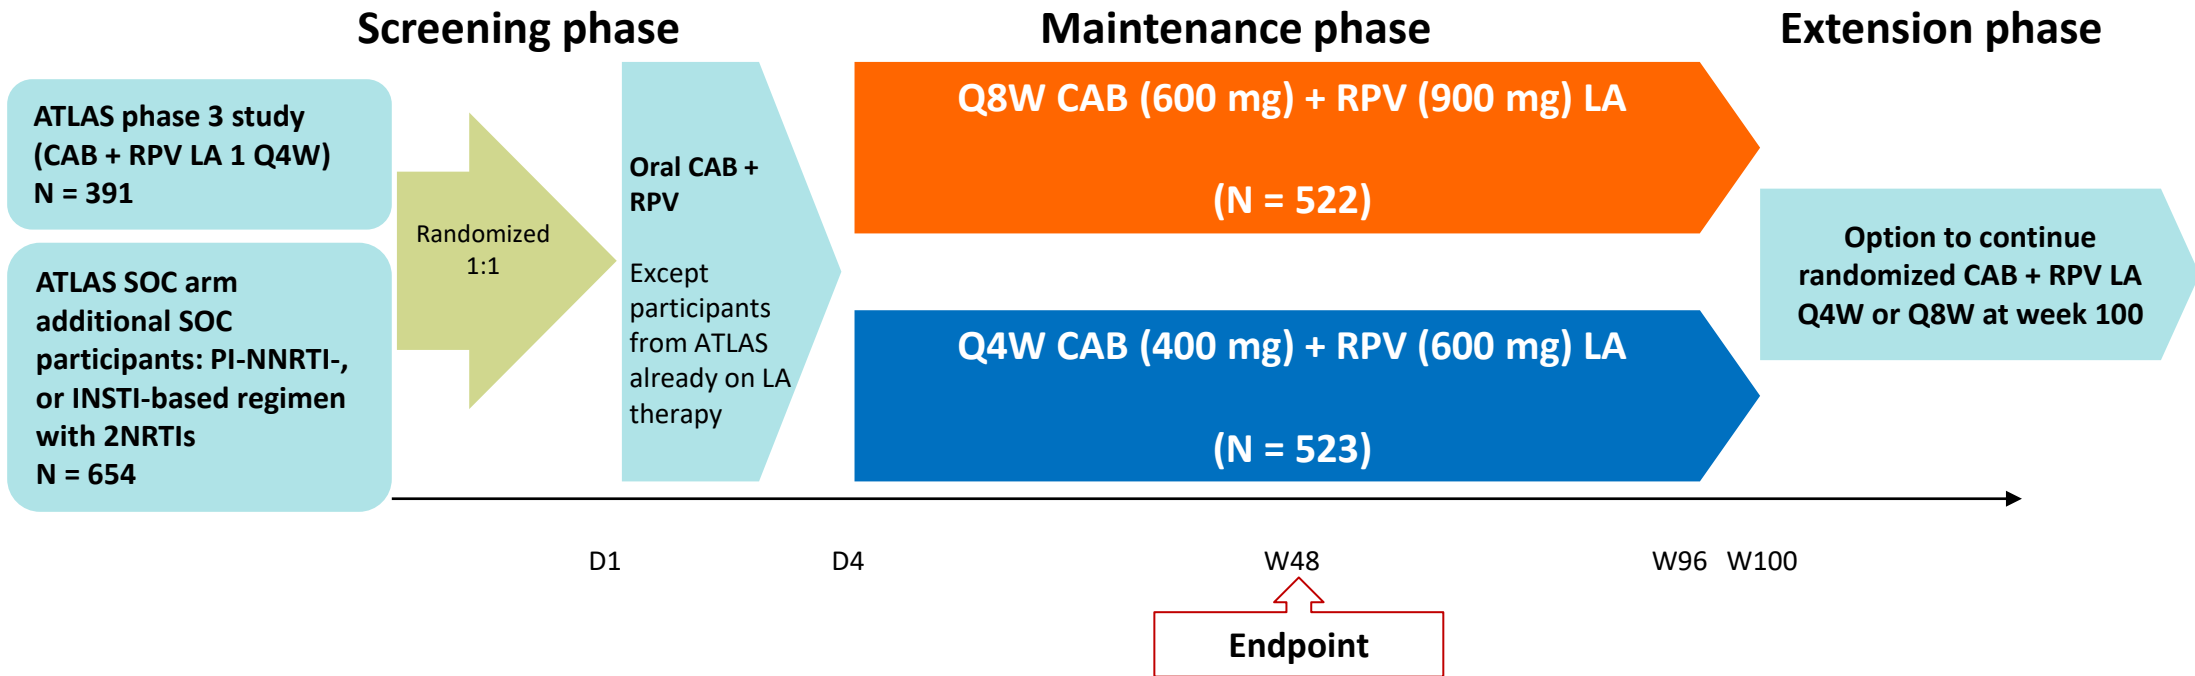 Screening phase
Maintenance phase
Extension phase
ATLAS phase 3 study
(CAB + RPV LA 1 Q4W)
N = 391
ATLAS SOC arm
additional SOC
participants: PI-NNRTI-,
or INSTI-based regimen
with 2NRTIs
N = 654
Randomized
1:1
Oral CAB +
RPV
Except
participants
from ATLAS
already on LA
therapy
Q8W CAB (600 mg) + RPV (900 mg) LA
(N = 522)
Q4W CAB (400 mg) + RPV (600 mg) LA
(N = 523)
Option to continue
randomized CAB + RPV LA
Q4W or Q8W at week 100
D1
D4
W48
W96
W100
Endpoint